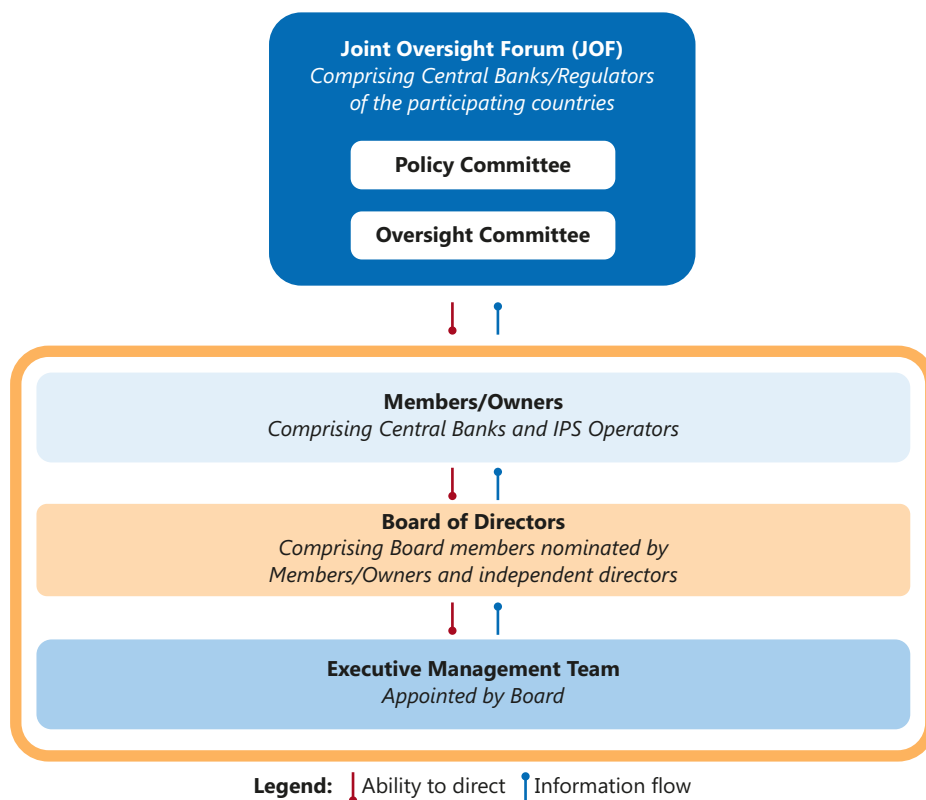 Joint Oversight Forum (JOF)
Comprising Central Banks/Regulators
of the participating countries
Policy Committee
Oversight Committee
Members/Owners
Comprising Central Banks and IPS Operators
Board of Directors
Comprising Board members nominated by
Members/Owners and independent directors
Executive Management Team
Appointed by Board
Legend: Ability to direct Information flow